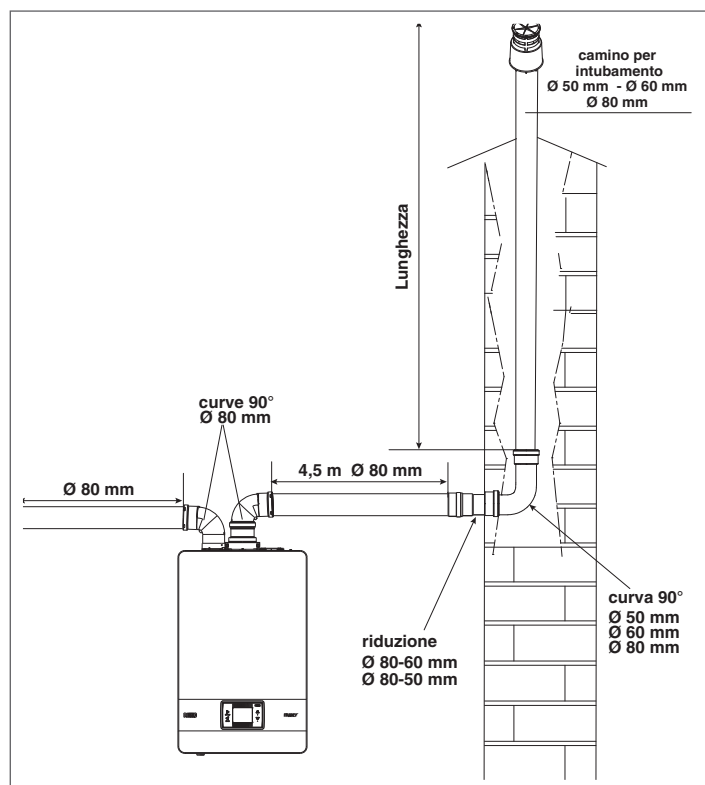 camino per
intubamento
Ø 50 mm - Ø 60 mm
Ø 80 mm
Lunghezza
curve 90°
Ø 80 mm
Ø 80 mm
4,5 m Ø 80 mm
riduzione
Ø 80-60 mm
Ø 80-50 mm
curva 90°
Ø 50 mm
Ø 60 mm
Ø 80 mm